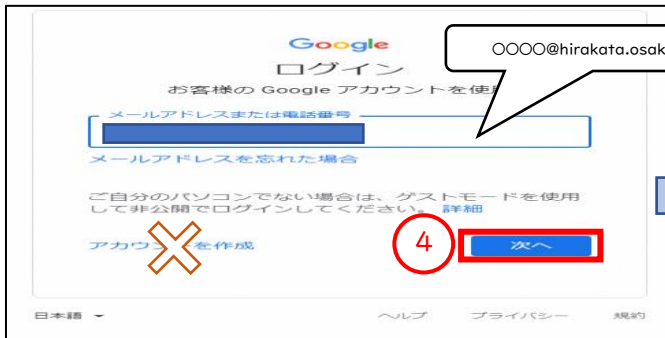 Google
〇〇〇〇@hirakata.osak
ログイン
お客様の Google アカウントを使
メールアドレスまたは電話番号
メールアドレスを忘れた場合
ご自分のパソコンでない場合は、ゲストモードを使用
して非公開でログインしてください。 詳細
アカウントを作成
4
次へ
日本語
ヘルプ プライバシー 規約